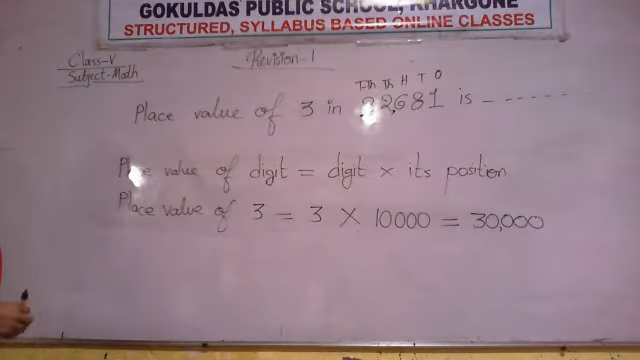 GOKULDAS PUBLIC SCHOOL, KHARGONE
STRUCTURED, SYLLABUS BASED ONLINE CLASSES
Class-V
Subject-Math
Revision-1
T-th Th H T O
Place value of 3 in 32,681 is --------
Place value of digit = digit × its position
Place value of 3 = 3 × 10000 = 30,000